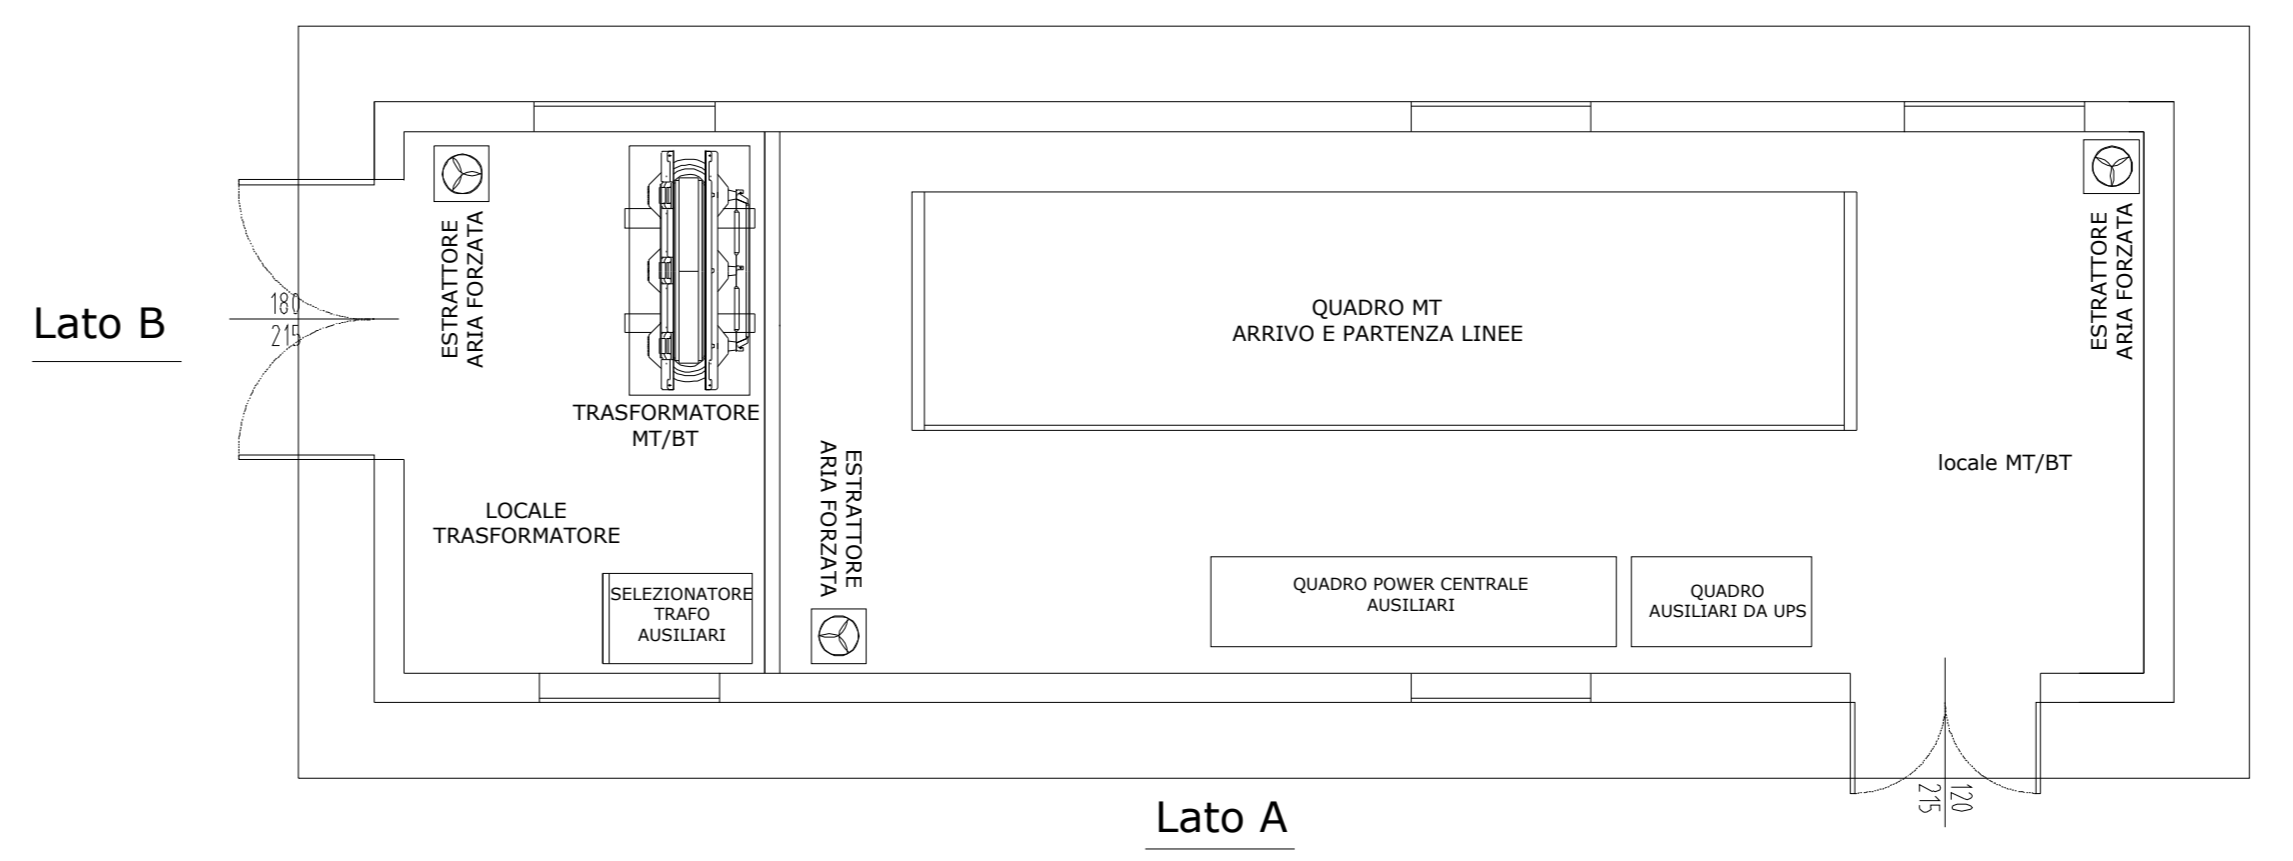 Lato B
180
215
ESTRATTORE
ARIA FORZATA
TRASFORMATORE
MT/BT
LOCALE
TRASFORMATORE
SELEZIONATORE
TRAFO
AUSILIARI
ESTRATTORE
ARIA FORZATA
QUADRO MT
ARRIVO E PARTENZA LINEE
QUADRO POWER CENTRALE
AUSILIARI
QUADRO
AUSILIARI DA UPS
ESTRATTORE
ARIA FORZATA
locale MT/BT
120
215
Lato A